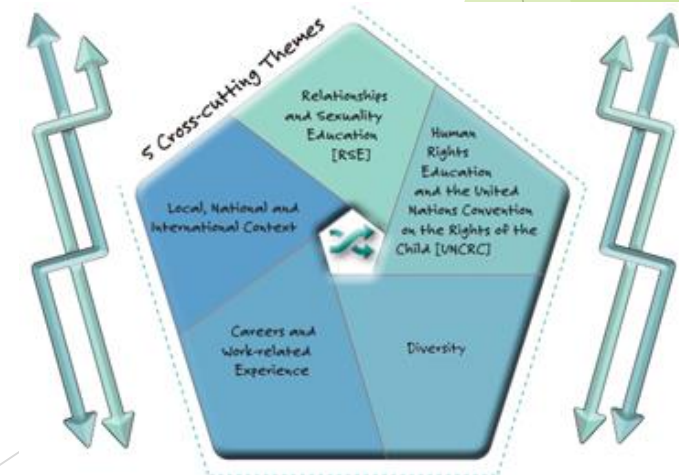 5 Cross-cutting Themes
Relationships
and Sexuality
Education
[RSE]
Human
Rights
Education
and the United
Nations Convention
on the Rights of the
Child [UNCRC]
Local, National and
International Context
Careers and
Work-related
Experience
Diversity